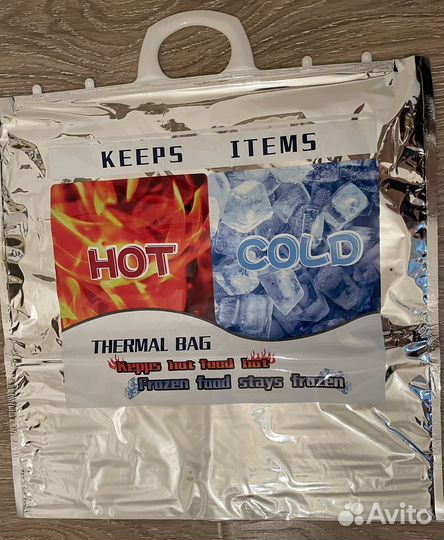 KEEPS ITEMS
HOT COLD
THERMAL BAG
Kepps hot food hot
Frozen food stays frozen
Avito